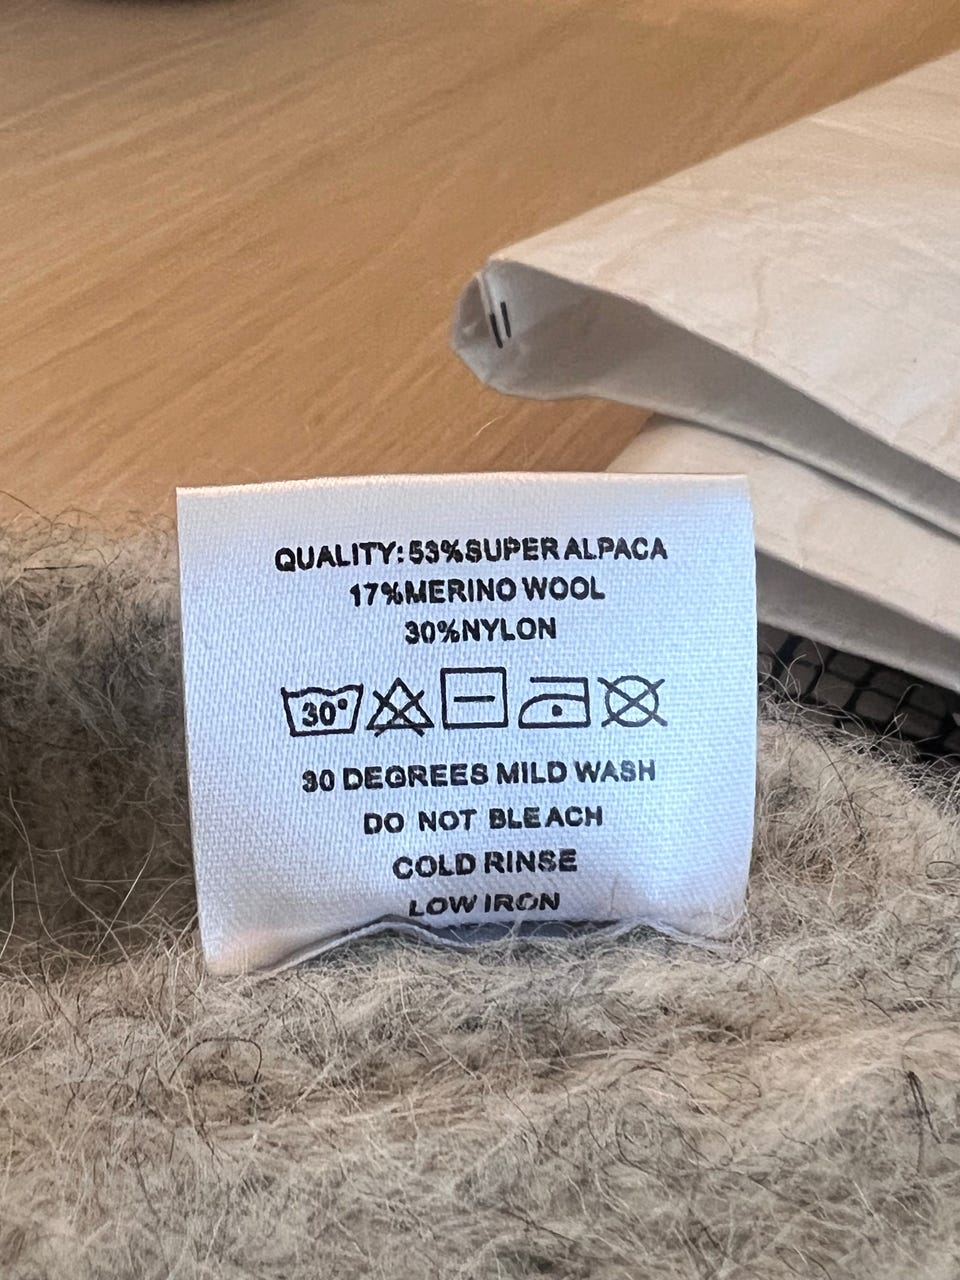 QUALITY:53%SUPER ALPACA
17%MERINO WOOL
30%NYLON
30°
30 DEGREES MILD WASH
DO NOT BLEACH
COLD RINSE
LOW IRON